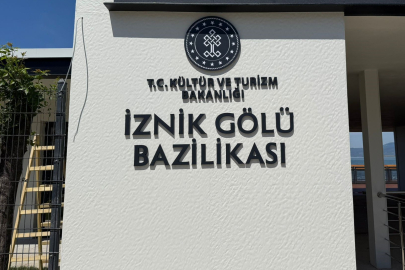 T.C. KÜLTÜR VE TURİZM
BAKANLIĞI
İZNİK GÖLÜ
BAZİLİKASI